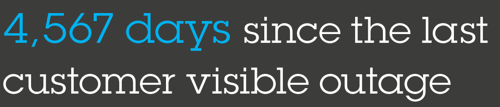 4,567 days since the last
customer visible outage